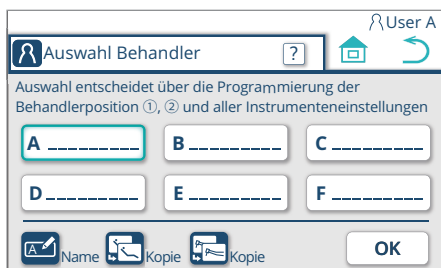 User A
Auswahl Behandler ?
Auswahl entscheidet über die Programmierung der
Behandlerposition ①, ② und aller Instrumenteneinstellungen
A _________ B _________ C _________
D _________ E _________ F _________
A Name Kopie Kopie OK